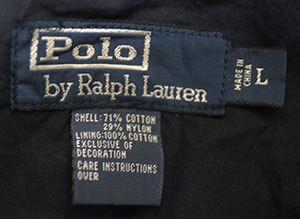 Polo
by Ralph Lauren
MADE IN
CHINA
L
SHELL: 71% COTTON
29% NYLON
LINING: 100% COTTON
EXCLUSIVE OF
DECORATION
CARE INSTRUCTIONS
OVER